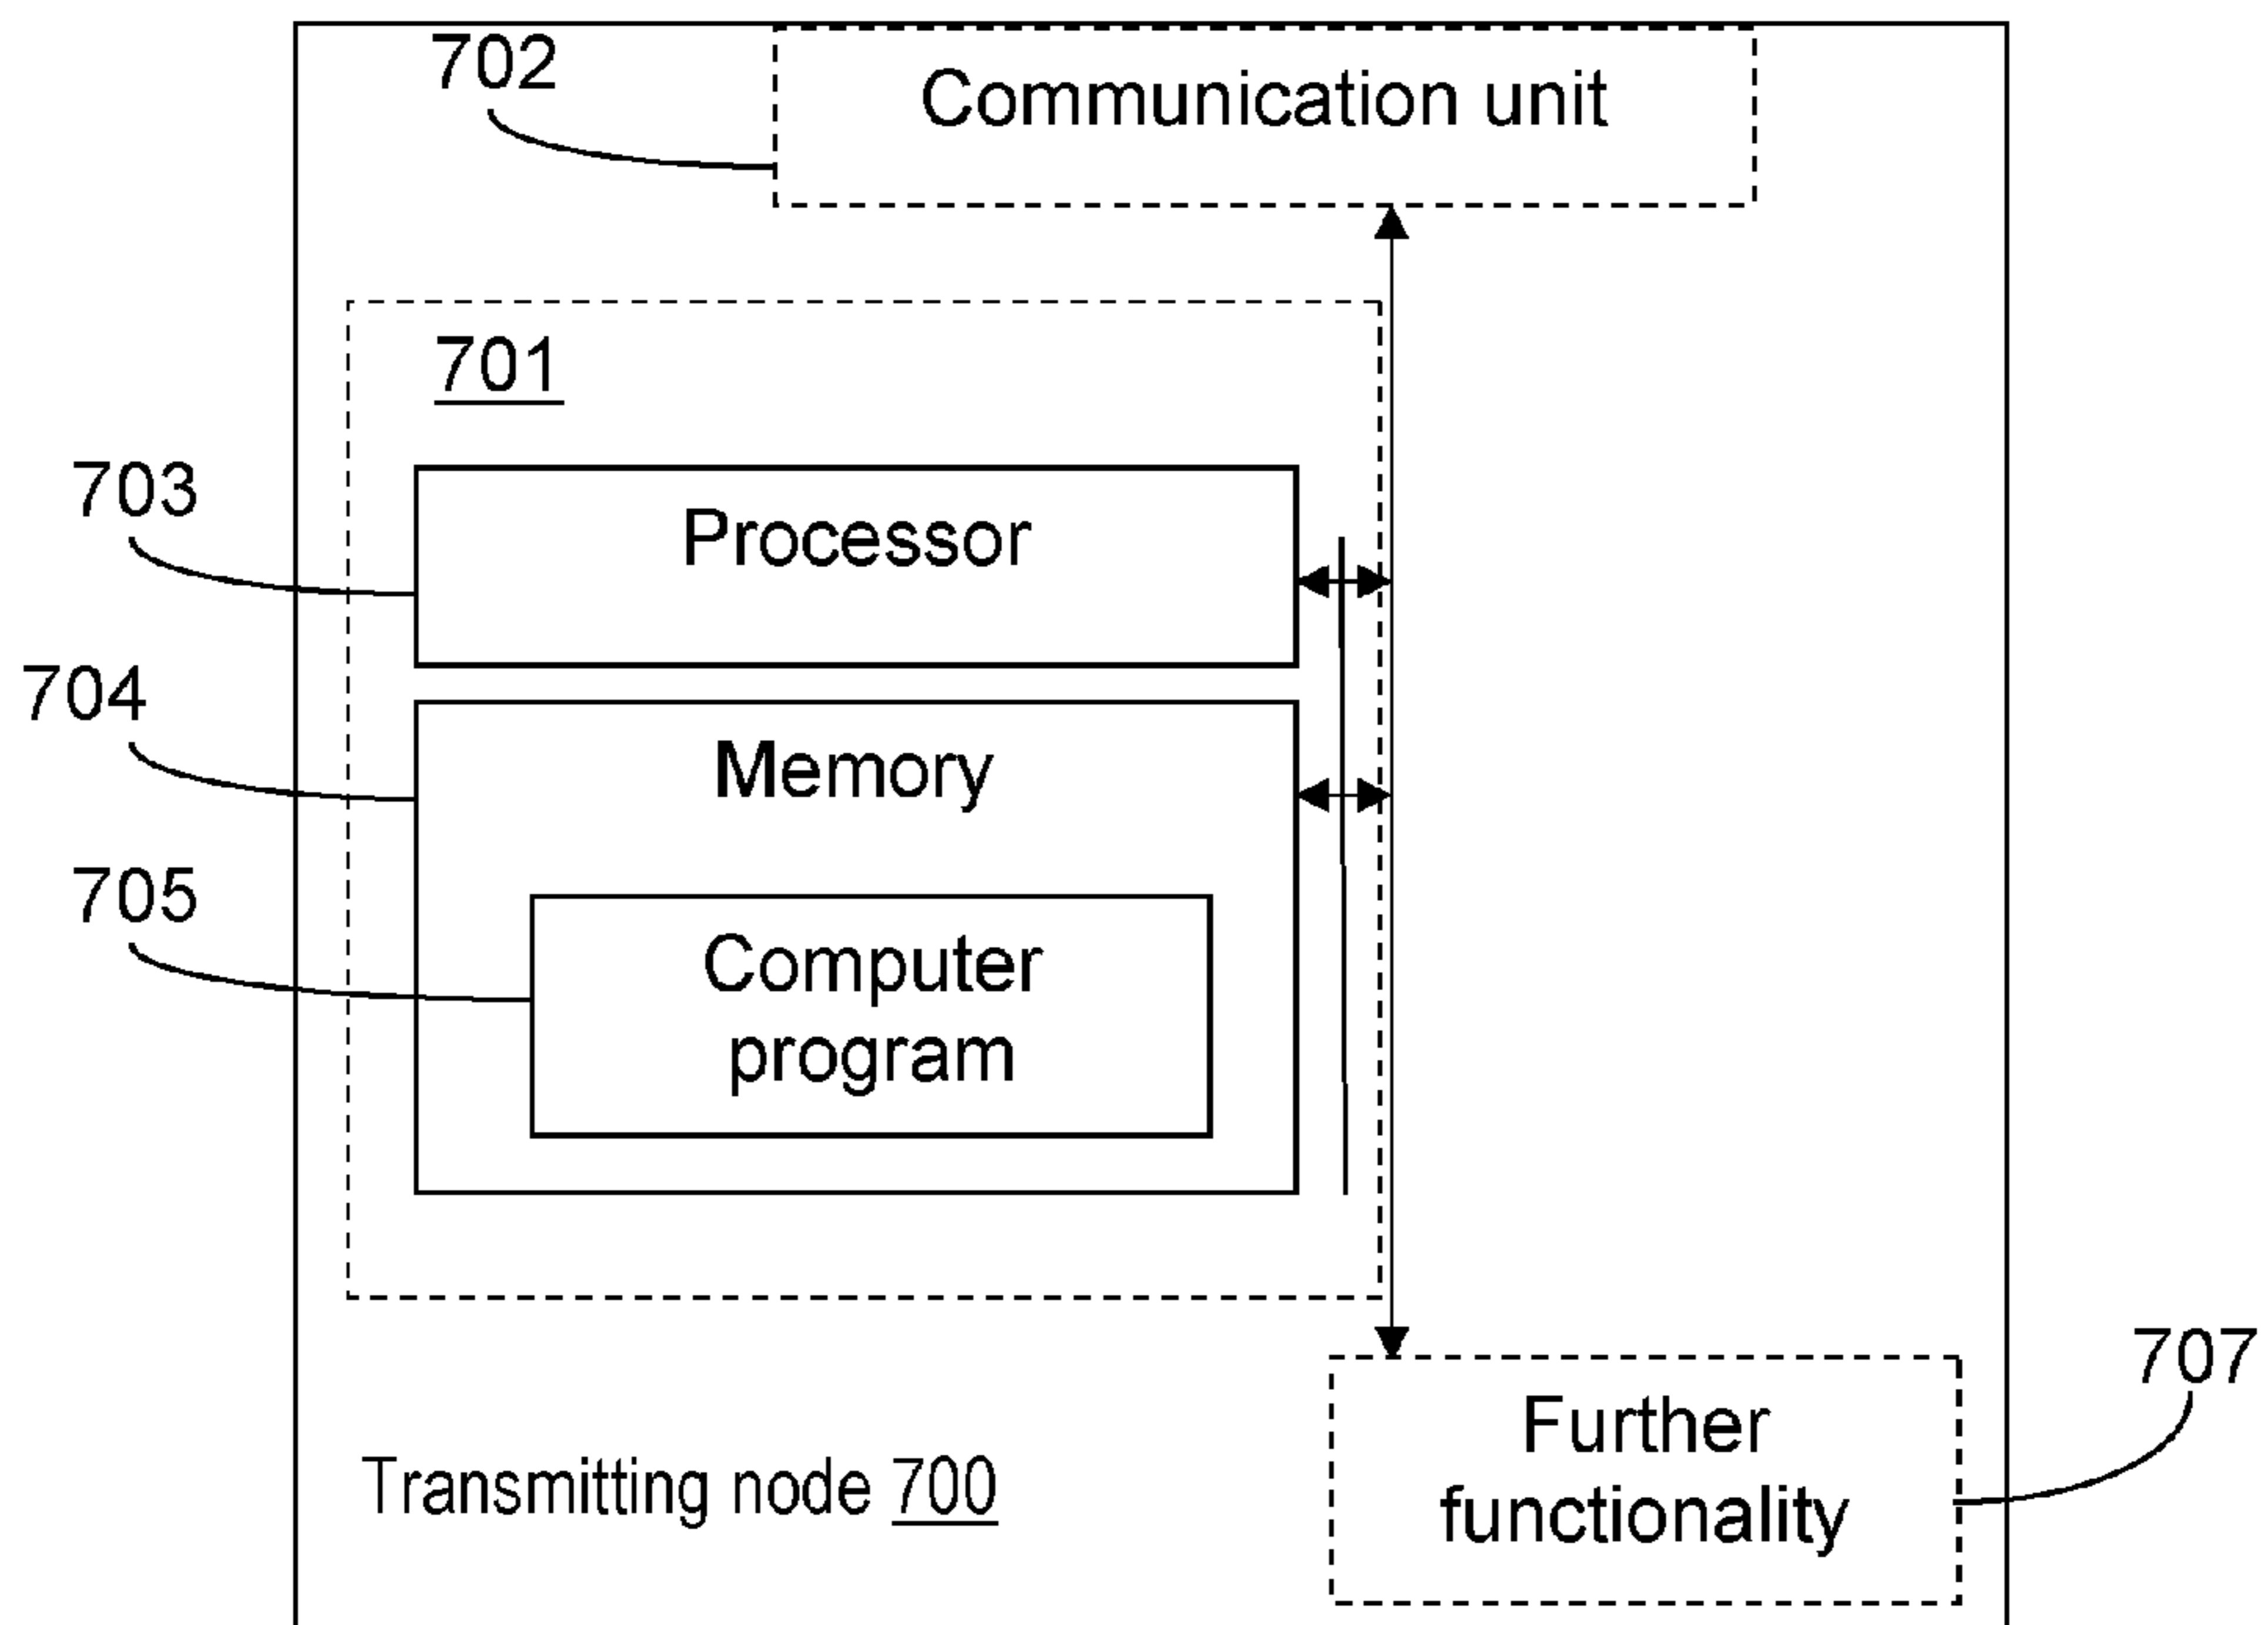 702
Communication unit
701
703
Processor
704
Memory
705
Computer
program
707
Further
functionality
Transmitting node 700